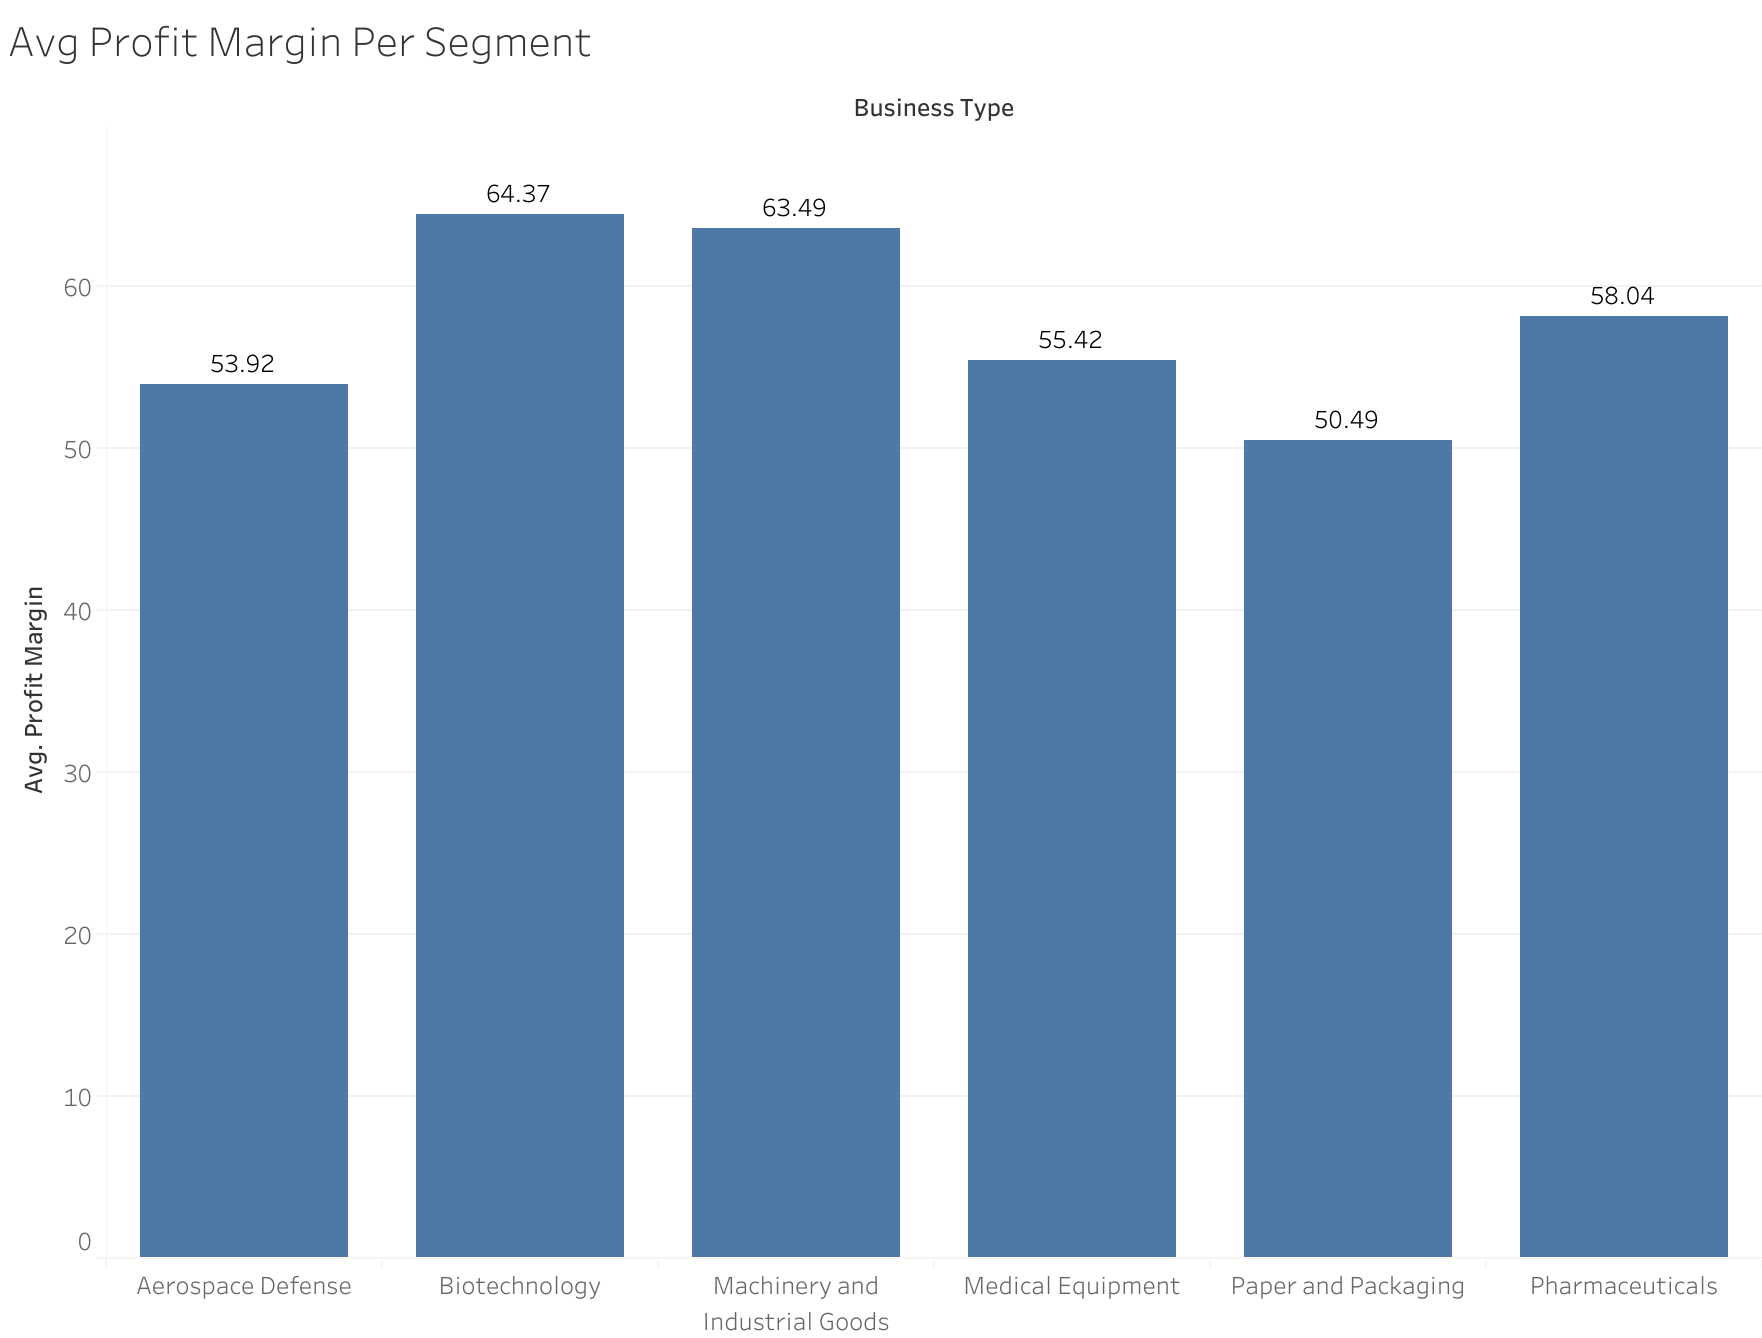 Avg Profit Margin Per Segment
Business Type
64.37
63.49
60
58.04
55.42
53.92
50.49
50
Avg. Profit Margin
40
30
20
10
0
Aerospace Defense
Biotechnology
Machinery and
Industrial Goods
Medical Equipment
Paper and Packaging
Pharmaceuticals